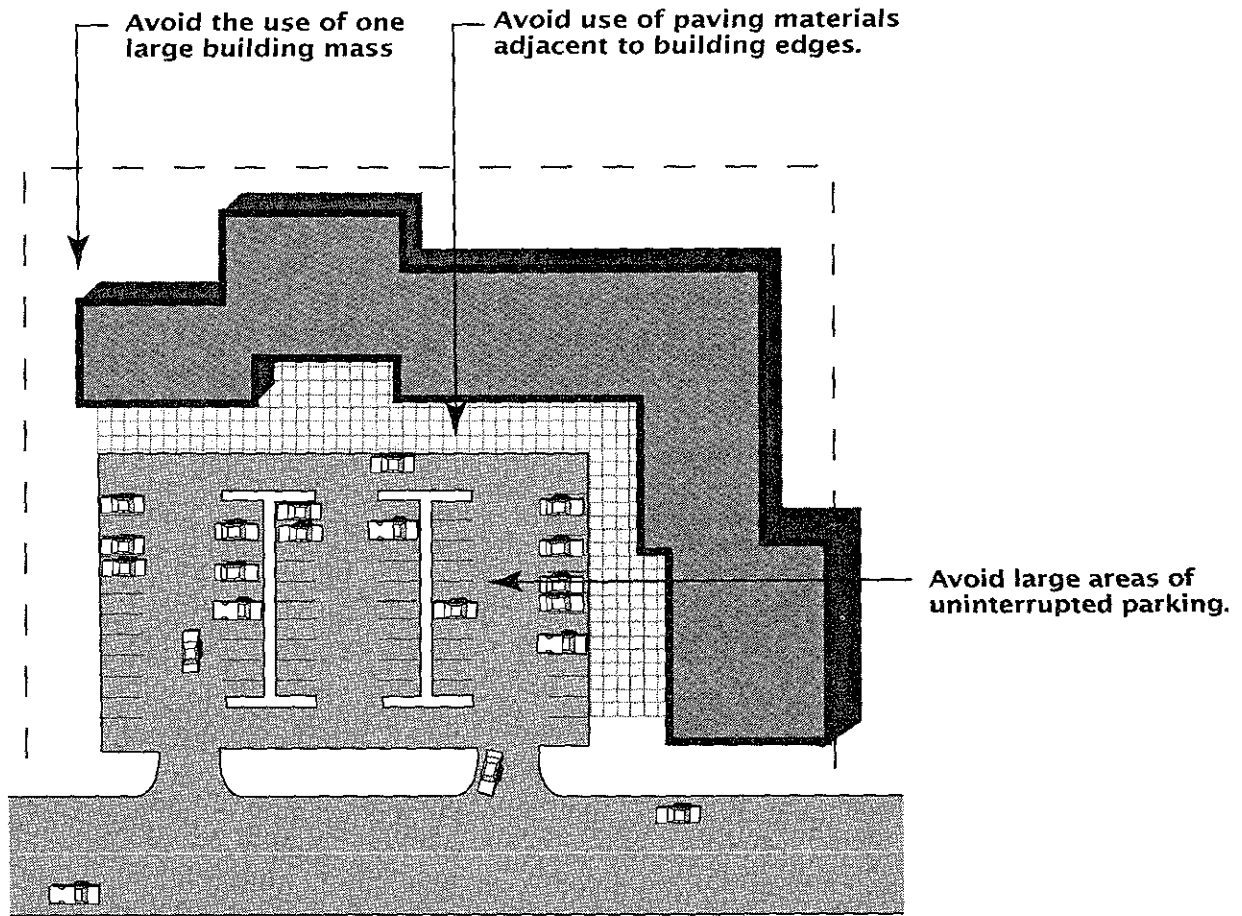 Avoid the use of one
large building mass
Avoid use of paving materials
adjacent to building edges.
Avoid large areas of
uninterrupted parking.